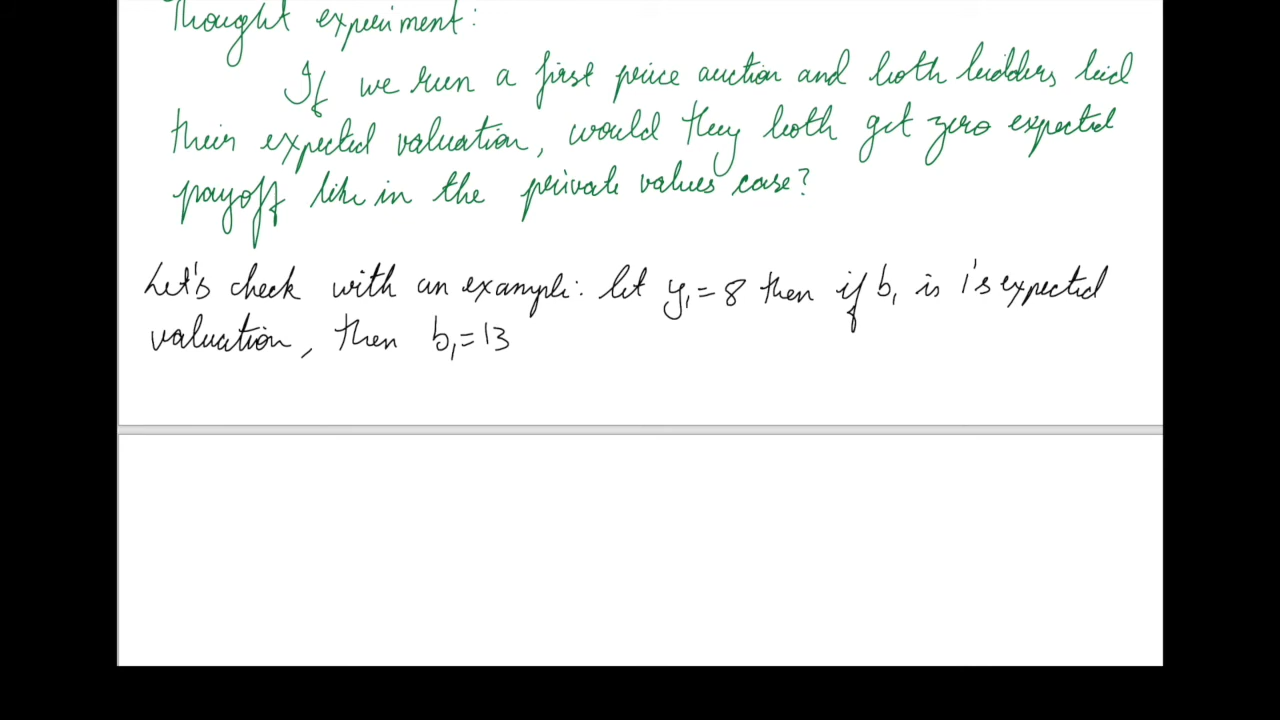 Thought experiment:
If we run a first price auction and both bidders bid
their expected valuation, would they both get zero expected
payoff like in the private values case?
Let's check with an example: let y₁=8 then if b₁ is 1's expected
valuation, then b₁=13